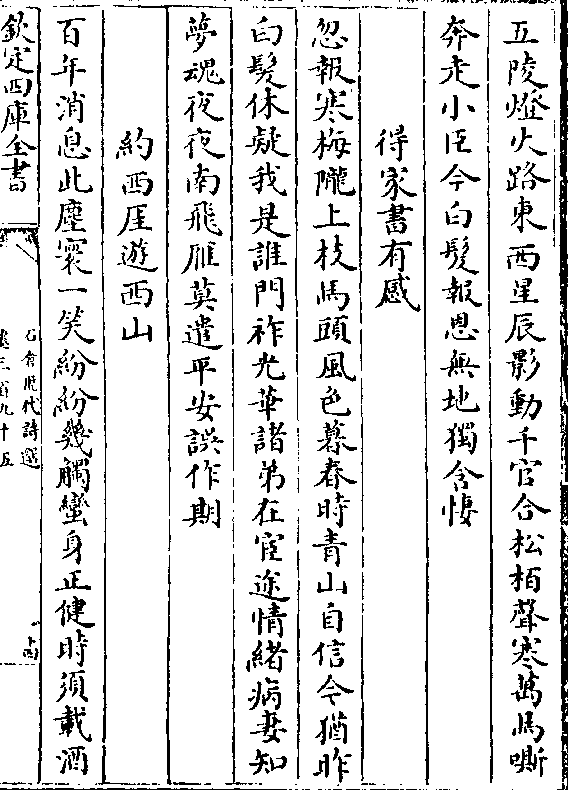 五陵燈火路東西星辰影動千官合松栢聲寒萬馬嘶
奔走小臣今白髮報恩無地獨含悽
得家書有感
忽報寒梅隴上枝馬頭風色暮春時青山自信今猶昨
白髮休疑我是誰門祚光華諸弟在宦途情緒病妻知
夢魂夜夜南飛雁莫遣平安誤作期
約西厓遊西山
百年消息此塵寰一笑紛紛幾觸蠻身正健時須載酒
欽定四庫全書
石倉歷代詩選
卷三百九十五